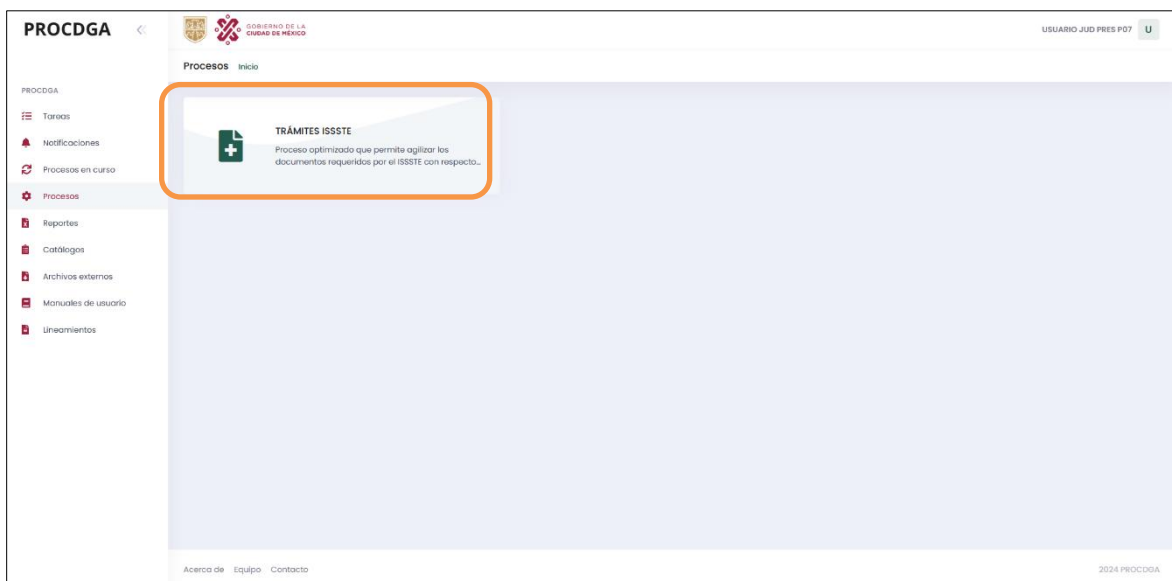 PROCDGA
GOBIERNO DE LA
CIUDAD DE MÉXICO
USUARIO JUD PRES P07 U
Procesos Inicio
PROCDGA
Tareas
Notificaciones
Procesos en curso
Procesos
Reportes
Catálogos
Archivos externos
Manuales de usuario
Lineamientos
TRÁMITES ISSSTE
Proceso optimizado que permite agilizar los
documentos requeridos por el ISSSTE con respecto...
Acerca de Equipo Contacto
2024 PROCDGA